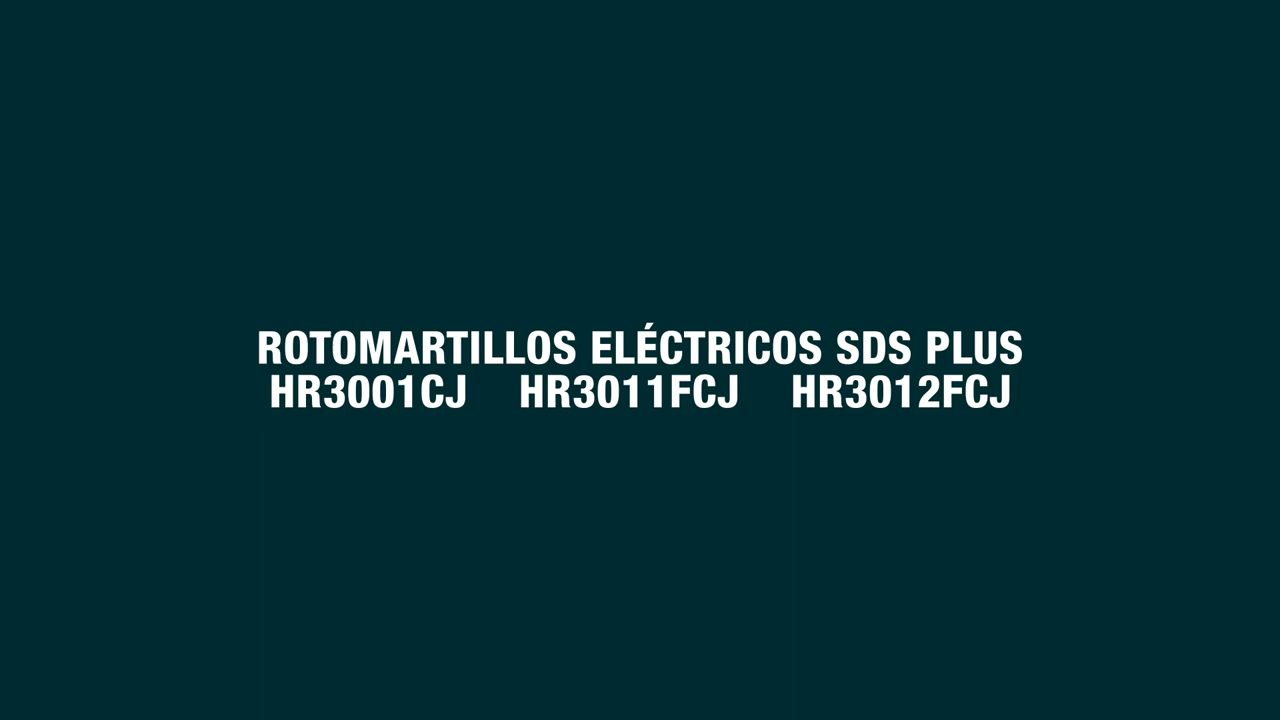 ROTOMARTILLOS ELÉCTRICOS SDS PLUS
HR3001CJ HR3011FCJ HR3012FCJ